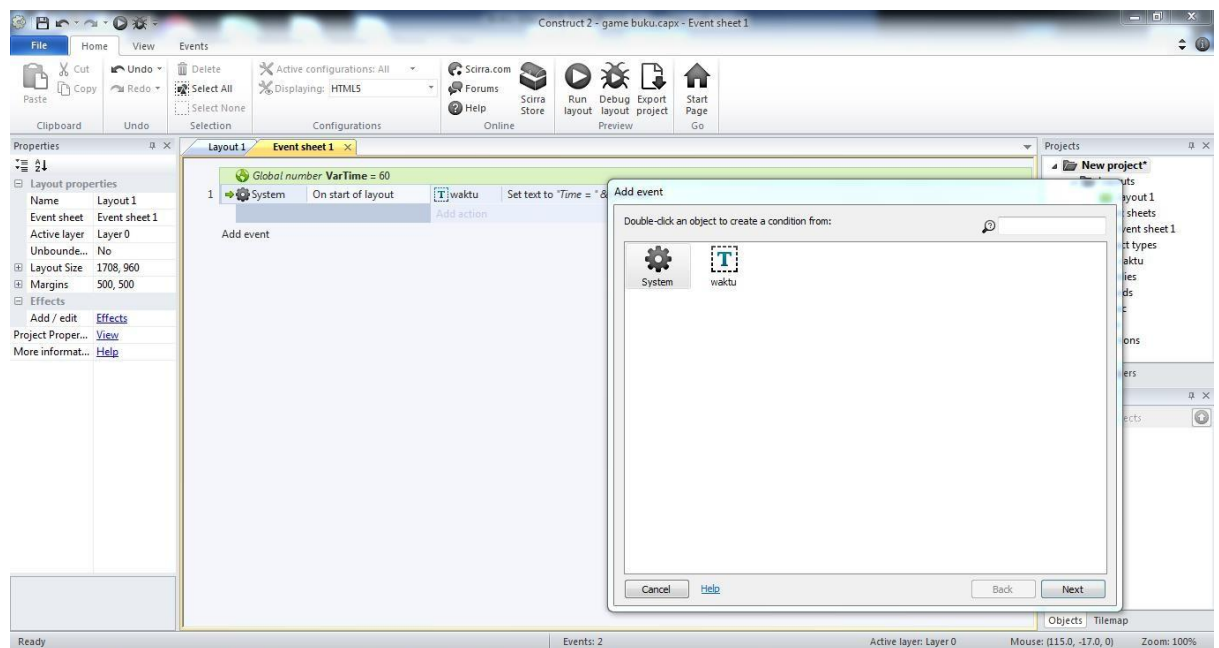 Construct 2 - game buku.capx - Event sheet 1
File Home View Events
Paste Cut Copy Clipboard
Undo Redo Undo
Delete Select All Select None Selection
Active configurations: All
Displaying: HTML5
Configurations
Scirra.com Forums Help Scirra Store Online
Run layout Debug layout Export project Preview
Start Page Go
Properties
Layout 1 Event sheet 1
Projects
Layout properties
Name Layout 1
Event sheet Event sheet 1
Active layer Layer 0
Unbounde... No
Layout Size 1708, 960
Margins 500, 500
Effects
Add / edit Effects
Project Proper... View
More informat... Help
Global number VarTime = 60
1 System On start of layout T waktu Set text to "Time = " &
Add action
Add event
Add event
Double-click an object to create a condition from:
System
T
waktu
Cancel Help Back Next
New project*
uts
ayout 1
sheets
vent sheet 1
ct types
aktu
ies
ds
ons
ers
ects
Objects Tilemap
Ready Events: 2 Active layer: Layer 0 Mouse: (115.0, -17.0, 0) Zoom: 100%